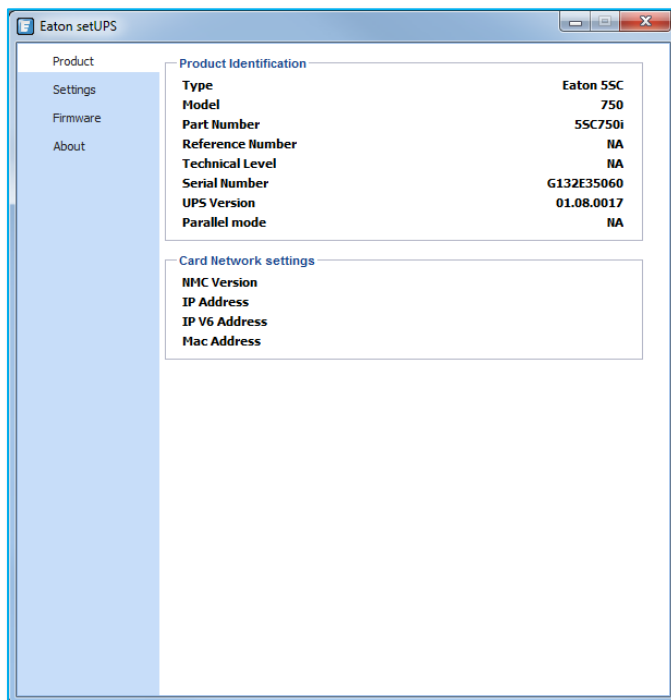 Eaton setUPS
Product
Settings
Firmware
About
Product Identification
Type Eaton 5SC
Model 750
Part Number 5SC750i
Reference Number NA
Technical Level NA
Serial Number G132E35060
UPS Version 01.08.0017
Parallel mode NA
Card Network settings
NMC Version
IP Address
IP V6 Address
Mac Address